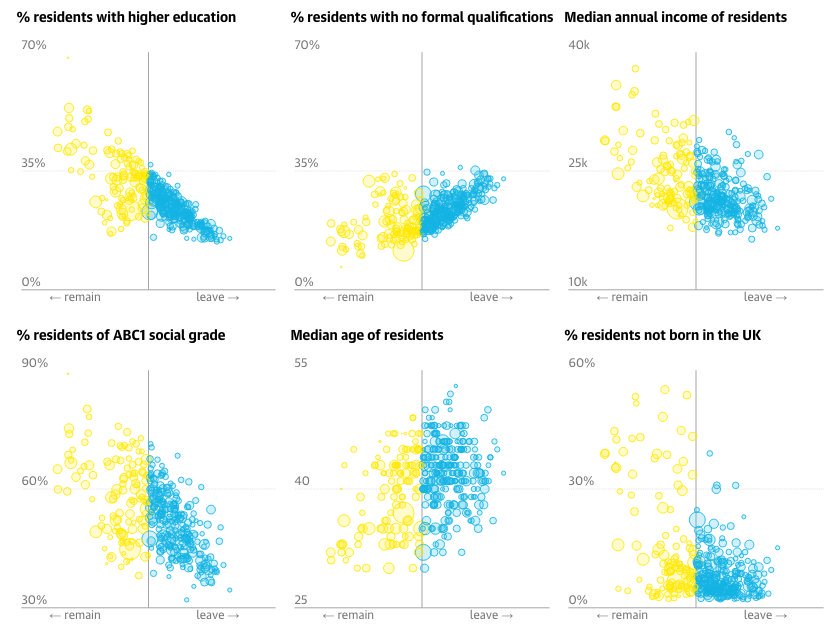 % residents with higher education
70%
35%
0%
← remain leave →
% residents with no formal qualifications
70%
35%
0%
← remain leave →
Median annual income of residents
40k
25k
10k
← remain leave →
% residents of ABC1 social grade
90%
60%
30%
← remain leave →
Median age of residents
55
40
25
← remain leave →
% residents not born in the UK
60%
30%
0%
← remain leave →